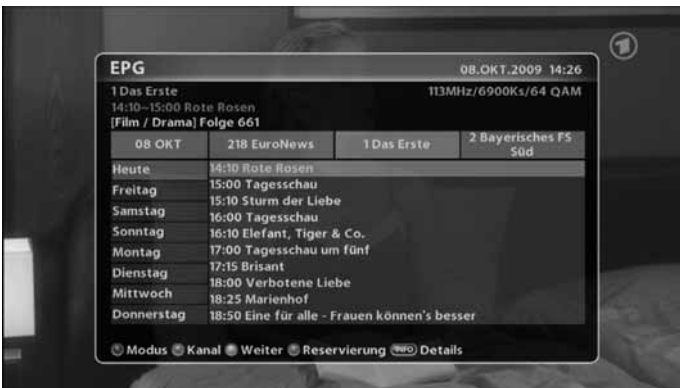 1
EPG 08.OKT.2009 14:26
1 Das Erste 113MHz/6900Ks/64 QAM
14:10~15:00 Rote Rosen
[Film / Drama] Folge 661
08 OKT 218 EuroNews 1 Das Erste 2 Bayerisches FS Süd
Heute
Freitag
Samstag
Sonntag
Montag
Dienstag
Mittwoch
Donnerstag
14:10 Rote Rosen
15:00 Tagesschau
15:10 Sturm der Liebe
16:00 Tagesschau
16:10 Elefant, Tiger & Co.
17:00 Tagesschau um fünf
17:15 Brisant
18:00 Verbotene Liebe
18:25 Marienhof
18:50 Eine für alle - Frauen können's besser
Modus Kanal Weiter Reservierung INFO Details